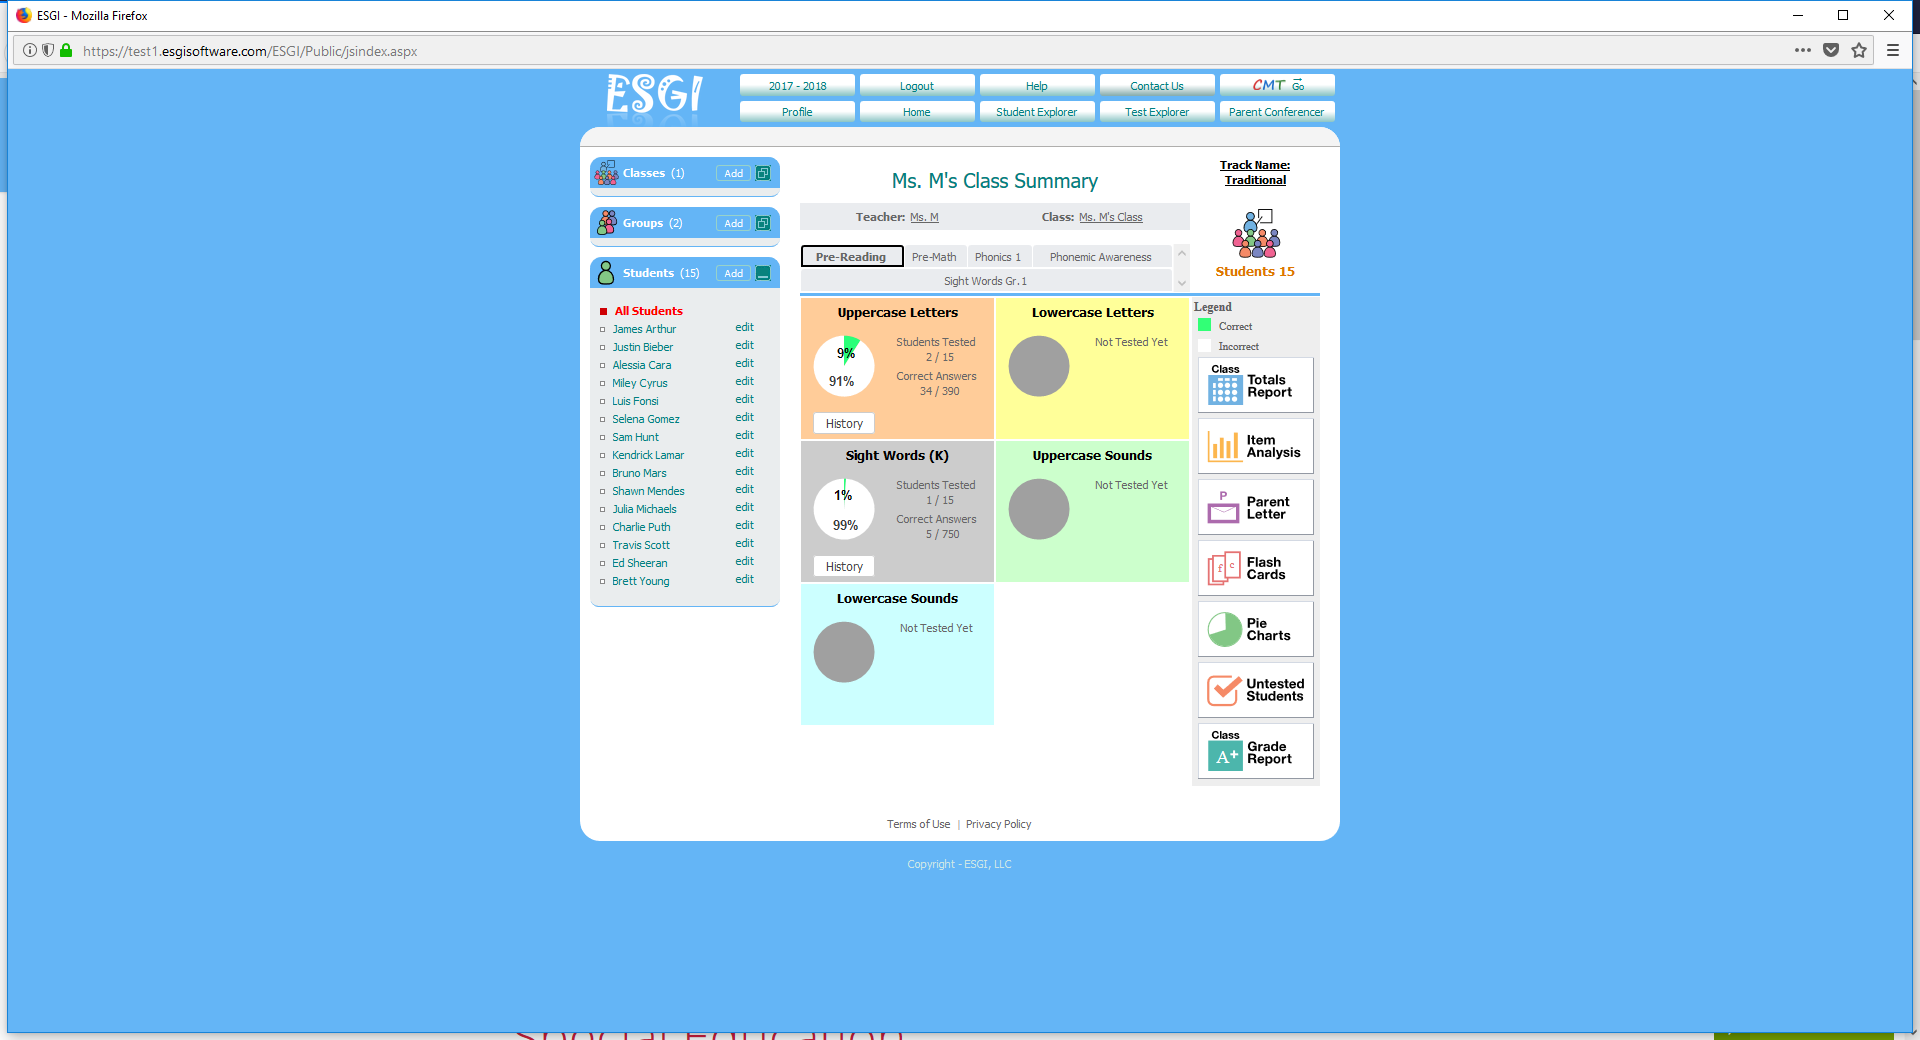 ESGI - Mozilla Firefox
https://test1.esgisoftware.com/ESGI/Public/jsindex.aspx
ESGI
2017 - 2018
Logout
Help
Contact Us
CMT Go
Profile
Home
Student Explorer
Test Explorer
Parent Conferencer
Classes (1)
Add
Groups (2)
Add
Students (15)
Add
All Students
James Arthur edit
Justin Bieber edit
Alessia Cara edit
Miley Cyrus edit
Luis Fonsi edit
Selena Gomez edit
Sam Hunt edit
Kendrick Lamar edit
Bruno Mars edit
Shawn Mendes edit
Julia Michaels edit
Charlie Puth edit
Travis Scott edit
Ed Sheeran edit
Brett Young edit
Ms. M's Class Summary
Teacher: Ms. M
Class: Ms. M's Class
Pre-Reading
Pre-Math
Phonics 1
Phonemic Awareness
Sight Words Gr.1
Uppercase Letters
9%
91%
Students Tested
2 / 15
Correct Answers
34 / 390
History
Lowercase Letters
Not Tested Yet
Sight Words (K)
1%
99%
Students Tested
1 / 15
Correct Answers
5 / 750
History
Uppercase Sounds
Not Tested Yet
Lowercase Sounds
Not Tested Yet
Track Name:
Traditional
Students 15
Legend
Correct
Incorrect
Class
Totals
Report
Item
Analysis
P
Parent
Letter
f c
Flash
Cards
Pie
Charts
Untested
Students
Class
A+
Grade
Report
Terms of Use | Privacy Policy
Copyright - ESGI, LLC
Special Education